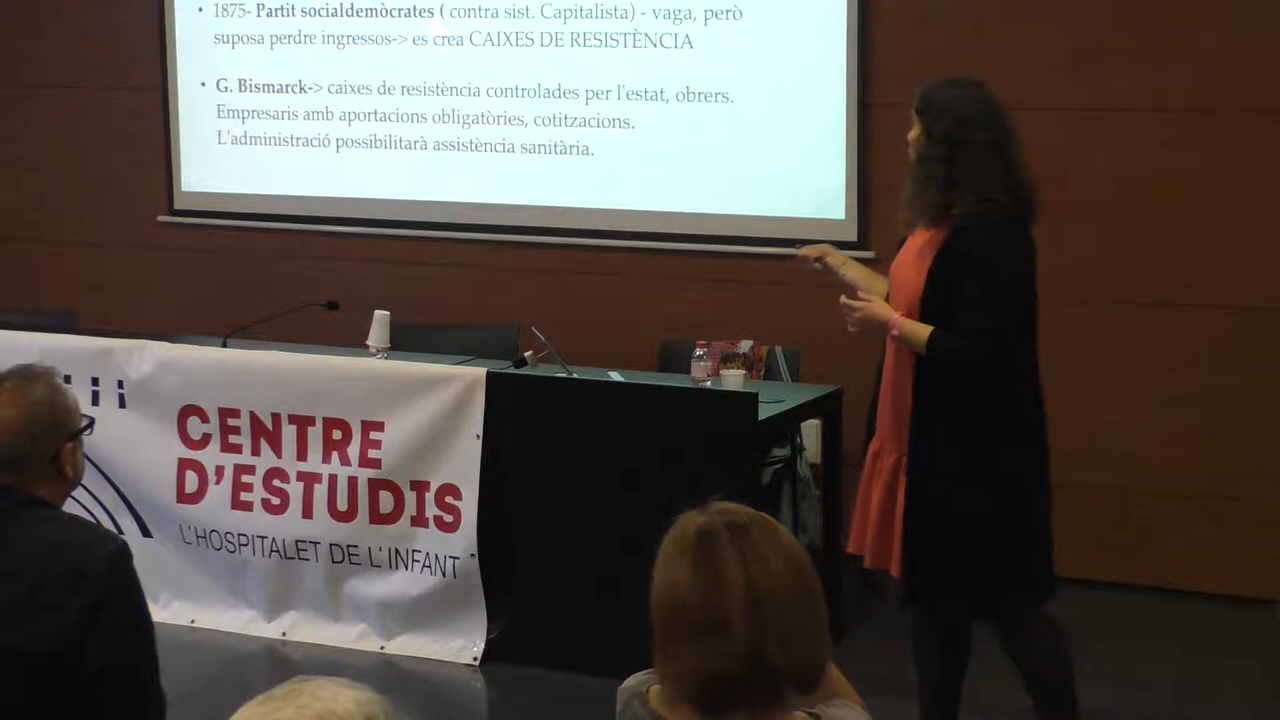 • 1875- Partit socialdemòcrates ( contra sist. Capitalista) - vaga, però
suposa perdre ingressos-> es crea CAIXES DE RESISTÈNCIA
• G. Bismarck-> caixes de resistència controlades per l'estat, obrers.
Empresaris amb aportacions obligatòries, cotitzacions.
L'administració possibilitarà assistència sanitària.
CENTRE
D'ESTUDIS
L'HOSPITALET DE L'INFANT